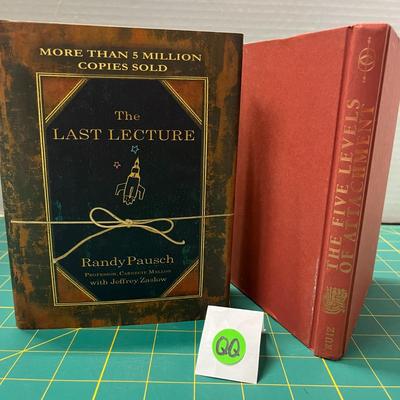 MORE THAN 5 MILLION
COPIES SOLD
The
LAST LECTURE
Randy Pausch
PROFESSOR, CARNEGIE MELLON
with Jeffrey Zaslow
QQ
THE FIVE LEVELS
OF ATTACHMENT
RUIZ